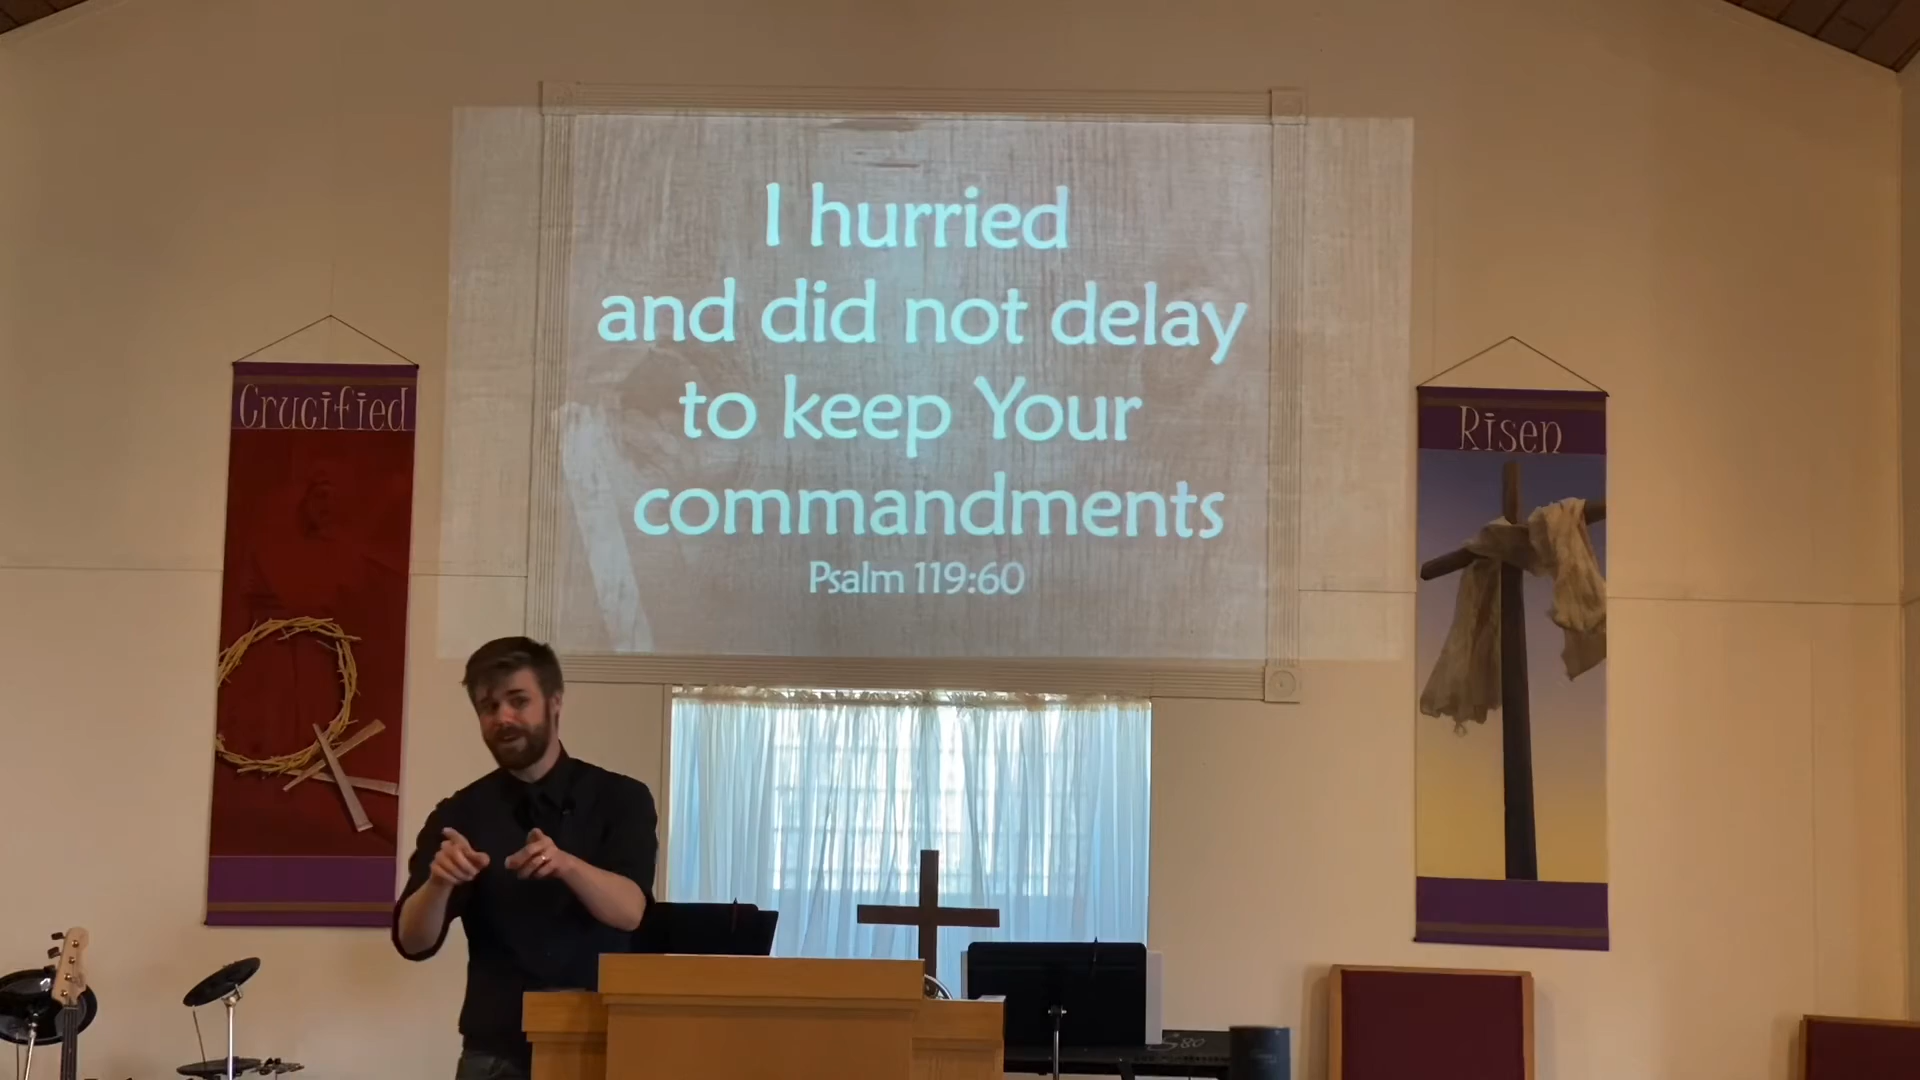 I hurried
and did not delay
to keep Your
commandments
Psalm 119:60
Crucified
Risen